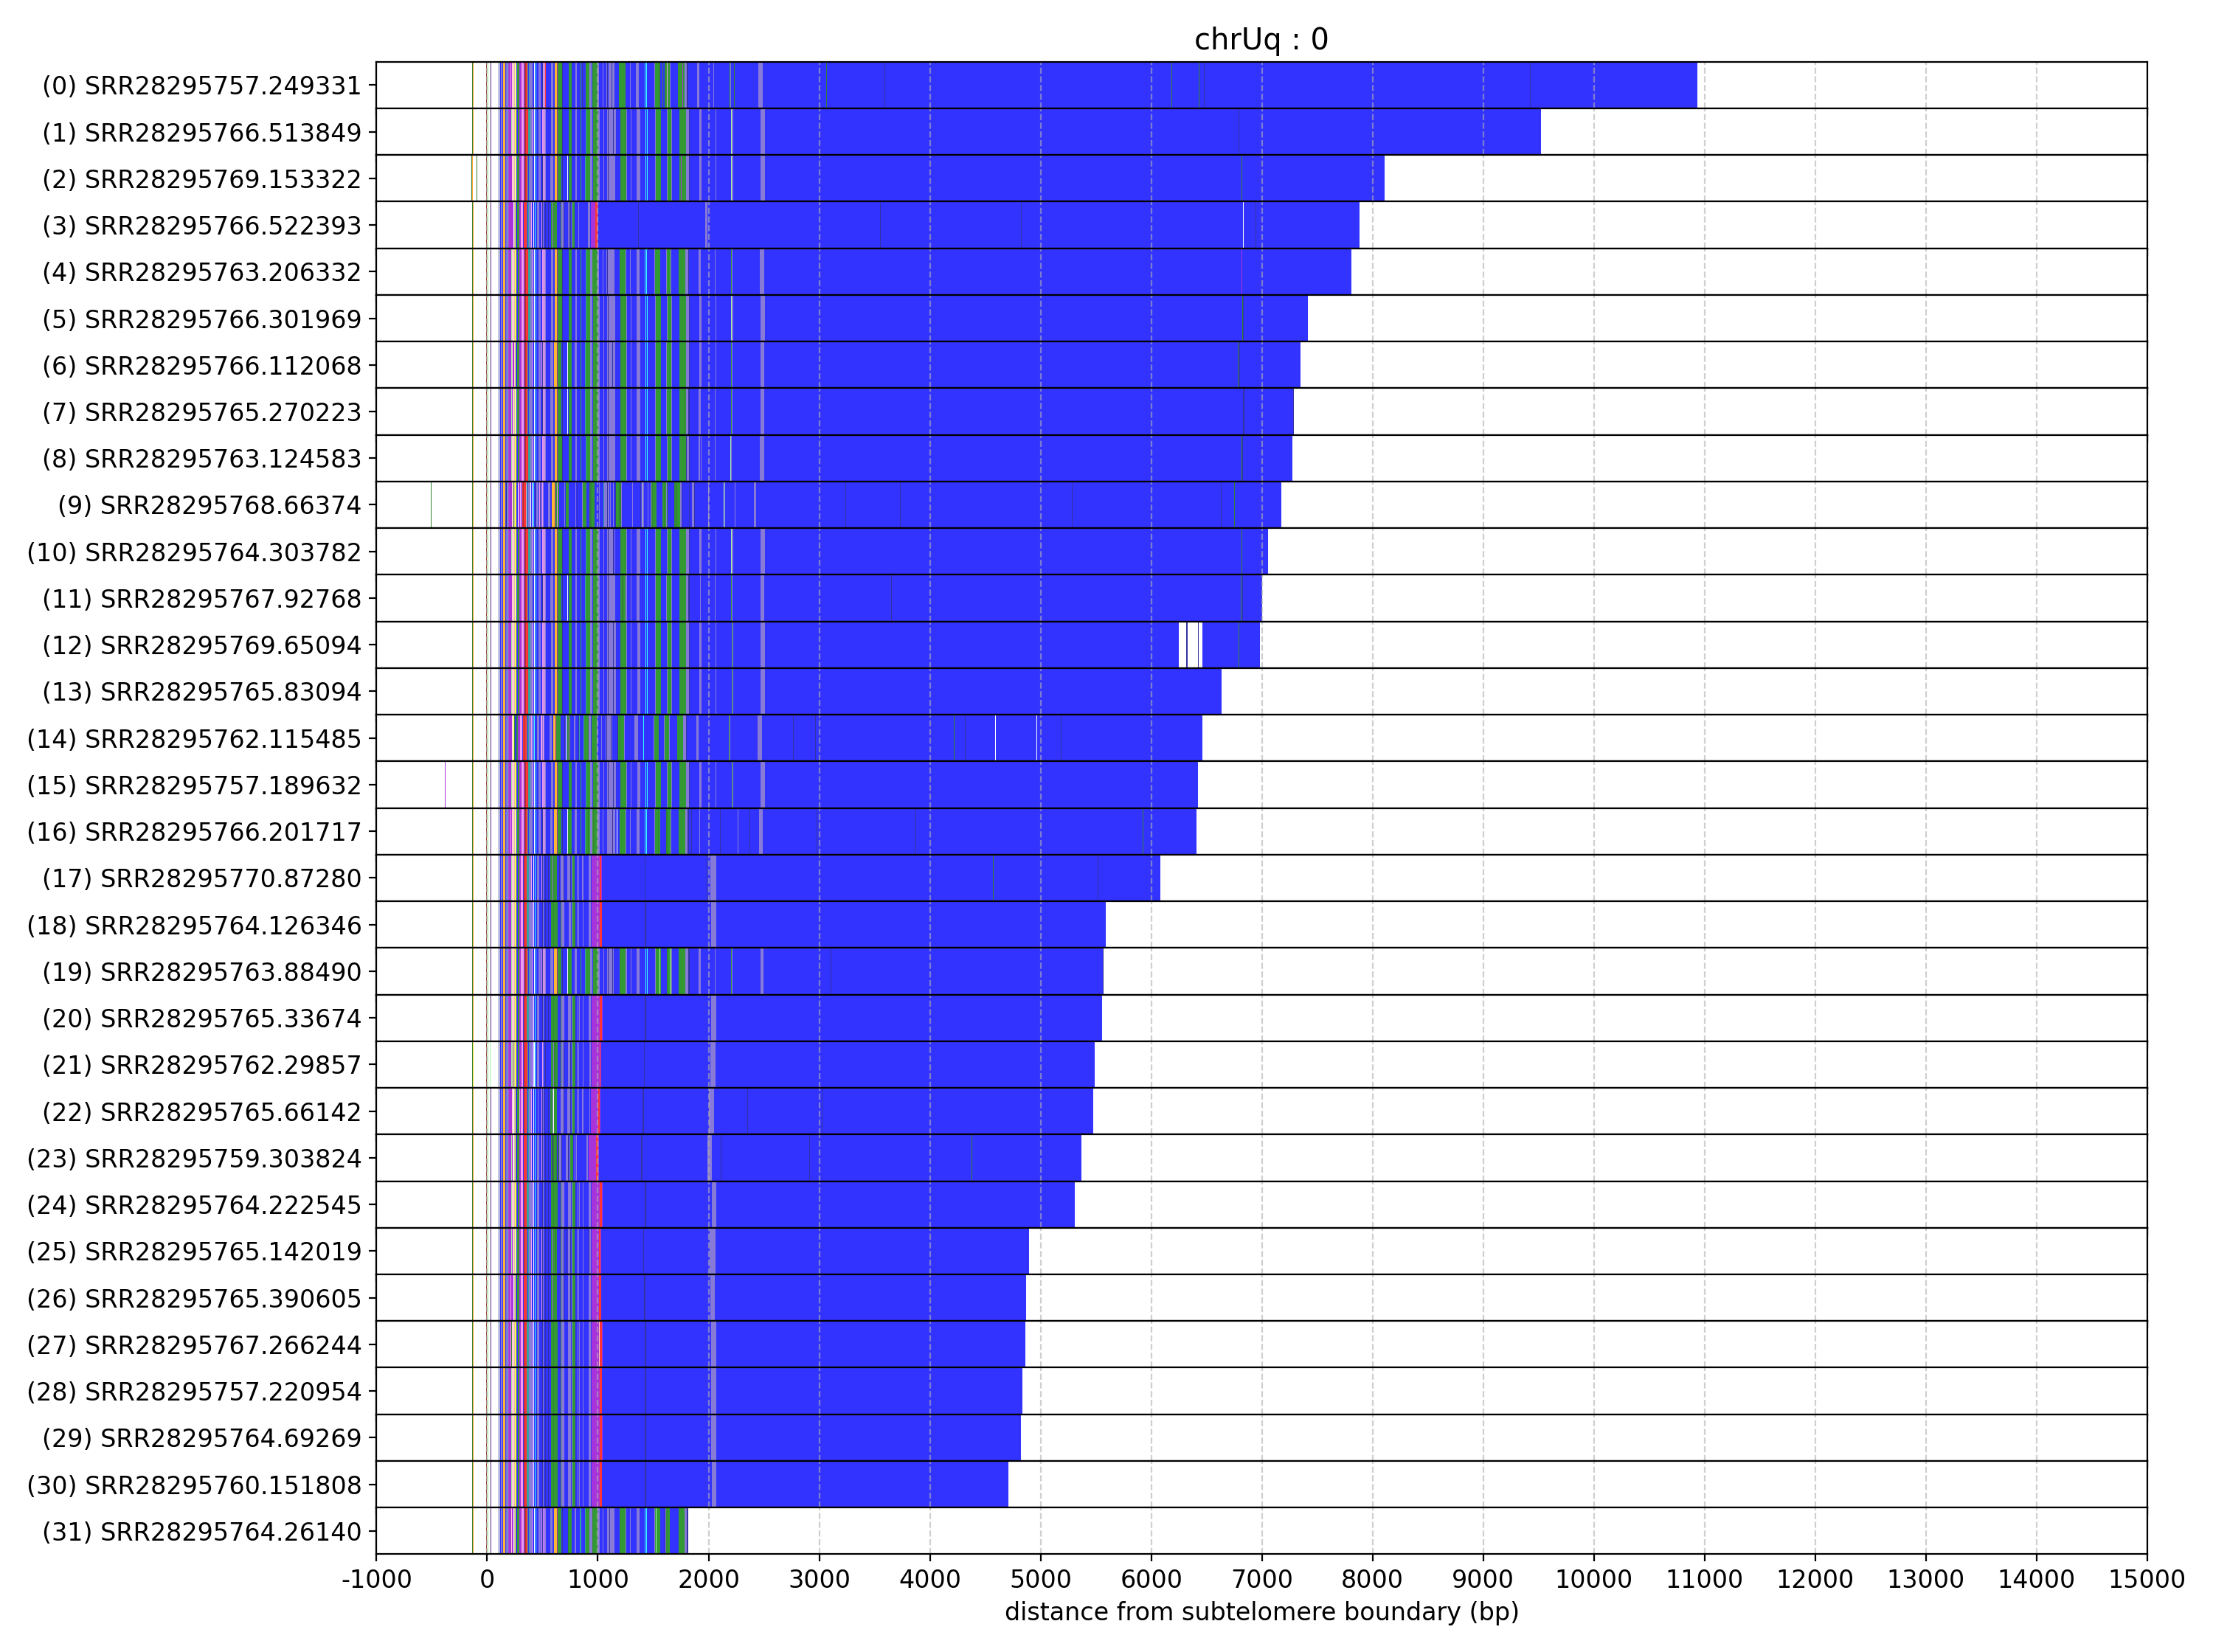 chrUq : 0
(0) SRR28295757.249331
(1) SRR28295766.513849
(2) SRR28295769.153322
(3) SRR28295766.522393
(4) SRR28295763.206332
(5) SRR28295766.301969
(6) SRR28295766.112068
(7) SRR28295765.270223
(8) SRR28295763.124583
(9) SRR28295768.66374
(10) SRR28295764.303782
(11) SRR28295767.92768
(12) SRR28295769.65094
(13) SRR28295765.83094
(14) SRR28295762.115485
(15) SRR28295757.189632
(16) SRR28295766.201717
(17) SRR28295770.87280
(18) SRR28295764.126346
(19) SRR28295763.88490
(20) SRR28295765.33674
(21) SRR28295762.29857
(22) SRR28295765.66142
(23) SRR28295759.303824
(24) SRR28295764.222545
(25) SRR28295765.142019
(26) SRR28295765.390605
(27) SRR28295767.266244
(28) SRR28295757.220954
(29) SRR28295764.69269
(30) SRR28295760.151808
(31) SRR28295764.26140
-1000 0 1000 2000 3000 4000 5000 6000 7000 8000 9000 10000 11000 12000 13000 14000 15000
distance from subtelomere boundary (bp)